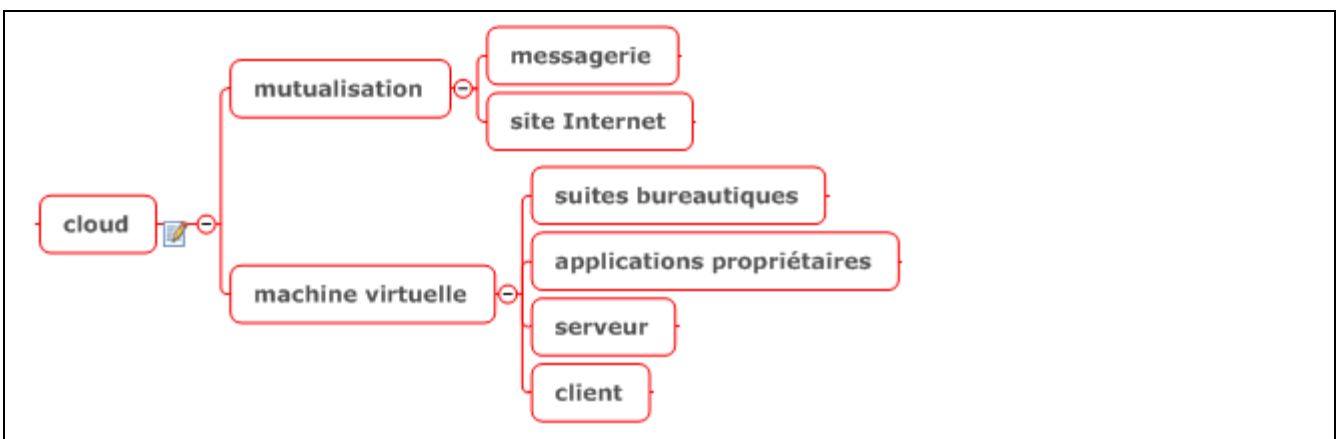 cloud
mutualisation
messagerie
site Internet
machine virtuelle
suites bureautiques
applications propriétaires
serveur
client